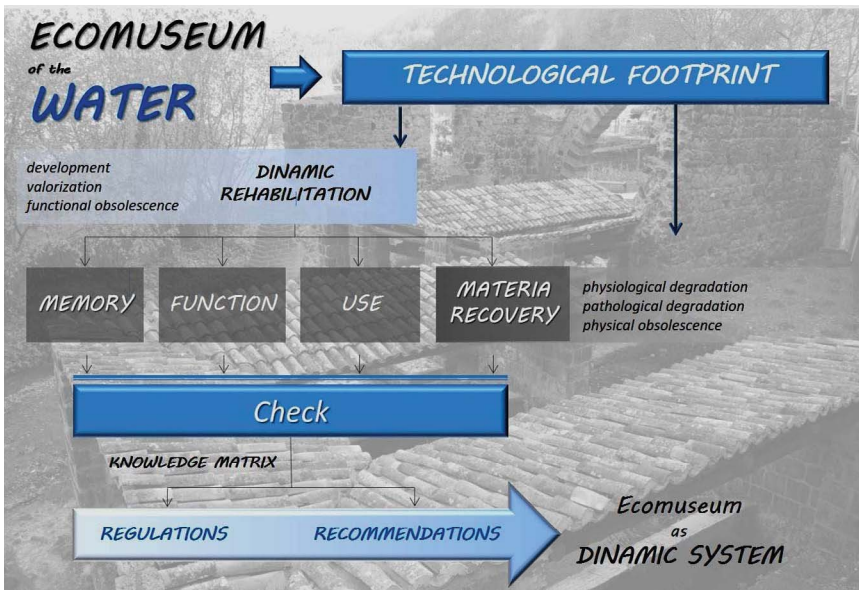 ECOMUSEUM
of the
WATER
TECHNOLOGICAL FOOTPRINT
development
valorization
functional obsolescence
DINAMIC
REHABILITATION
MEMORY
FUNCTION
USE
MATERIA
RECOVERY
physiological degradation
pathological degradation
physical obsolescence
Check
KNOWLEDGE MATRIX
REGULATIONS
RECOMMENDATIONS
Ecomuseum
as
DINAMIC SYSTEM